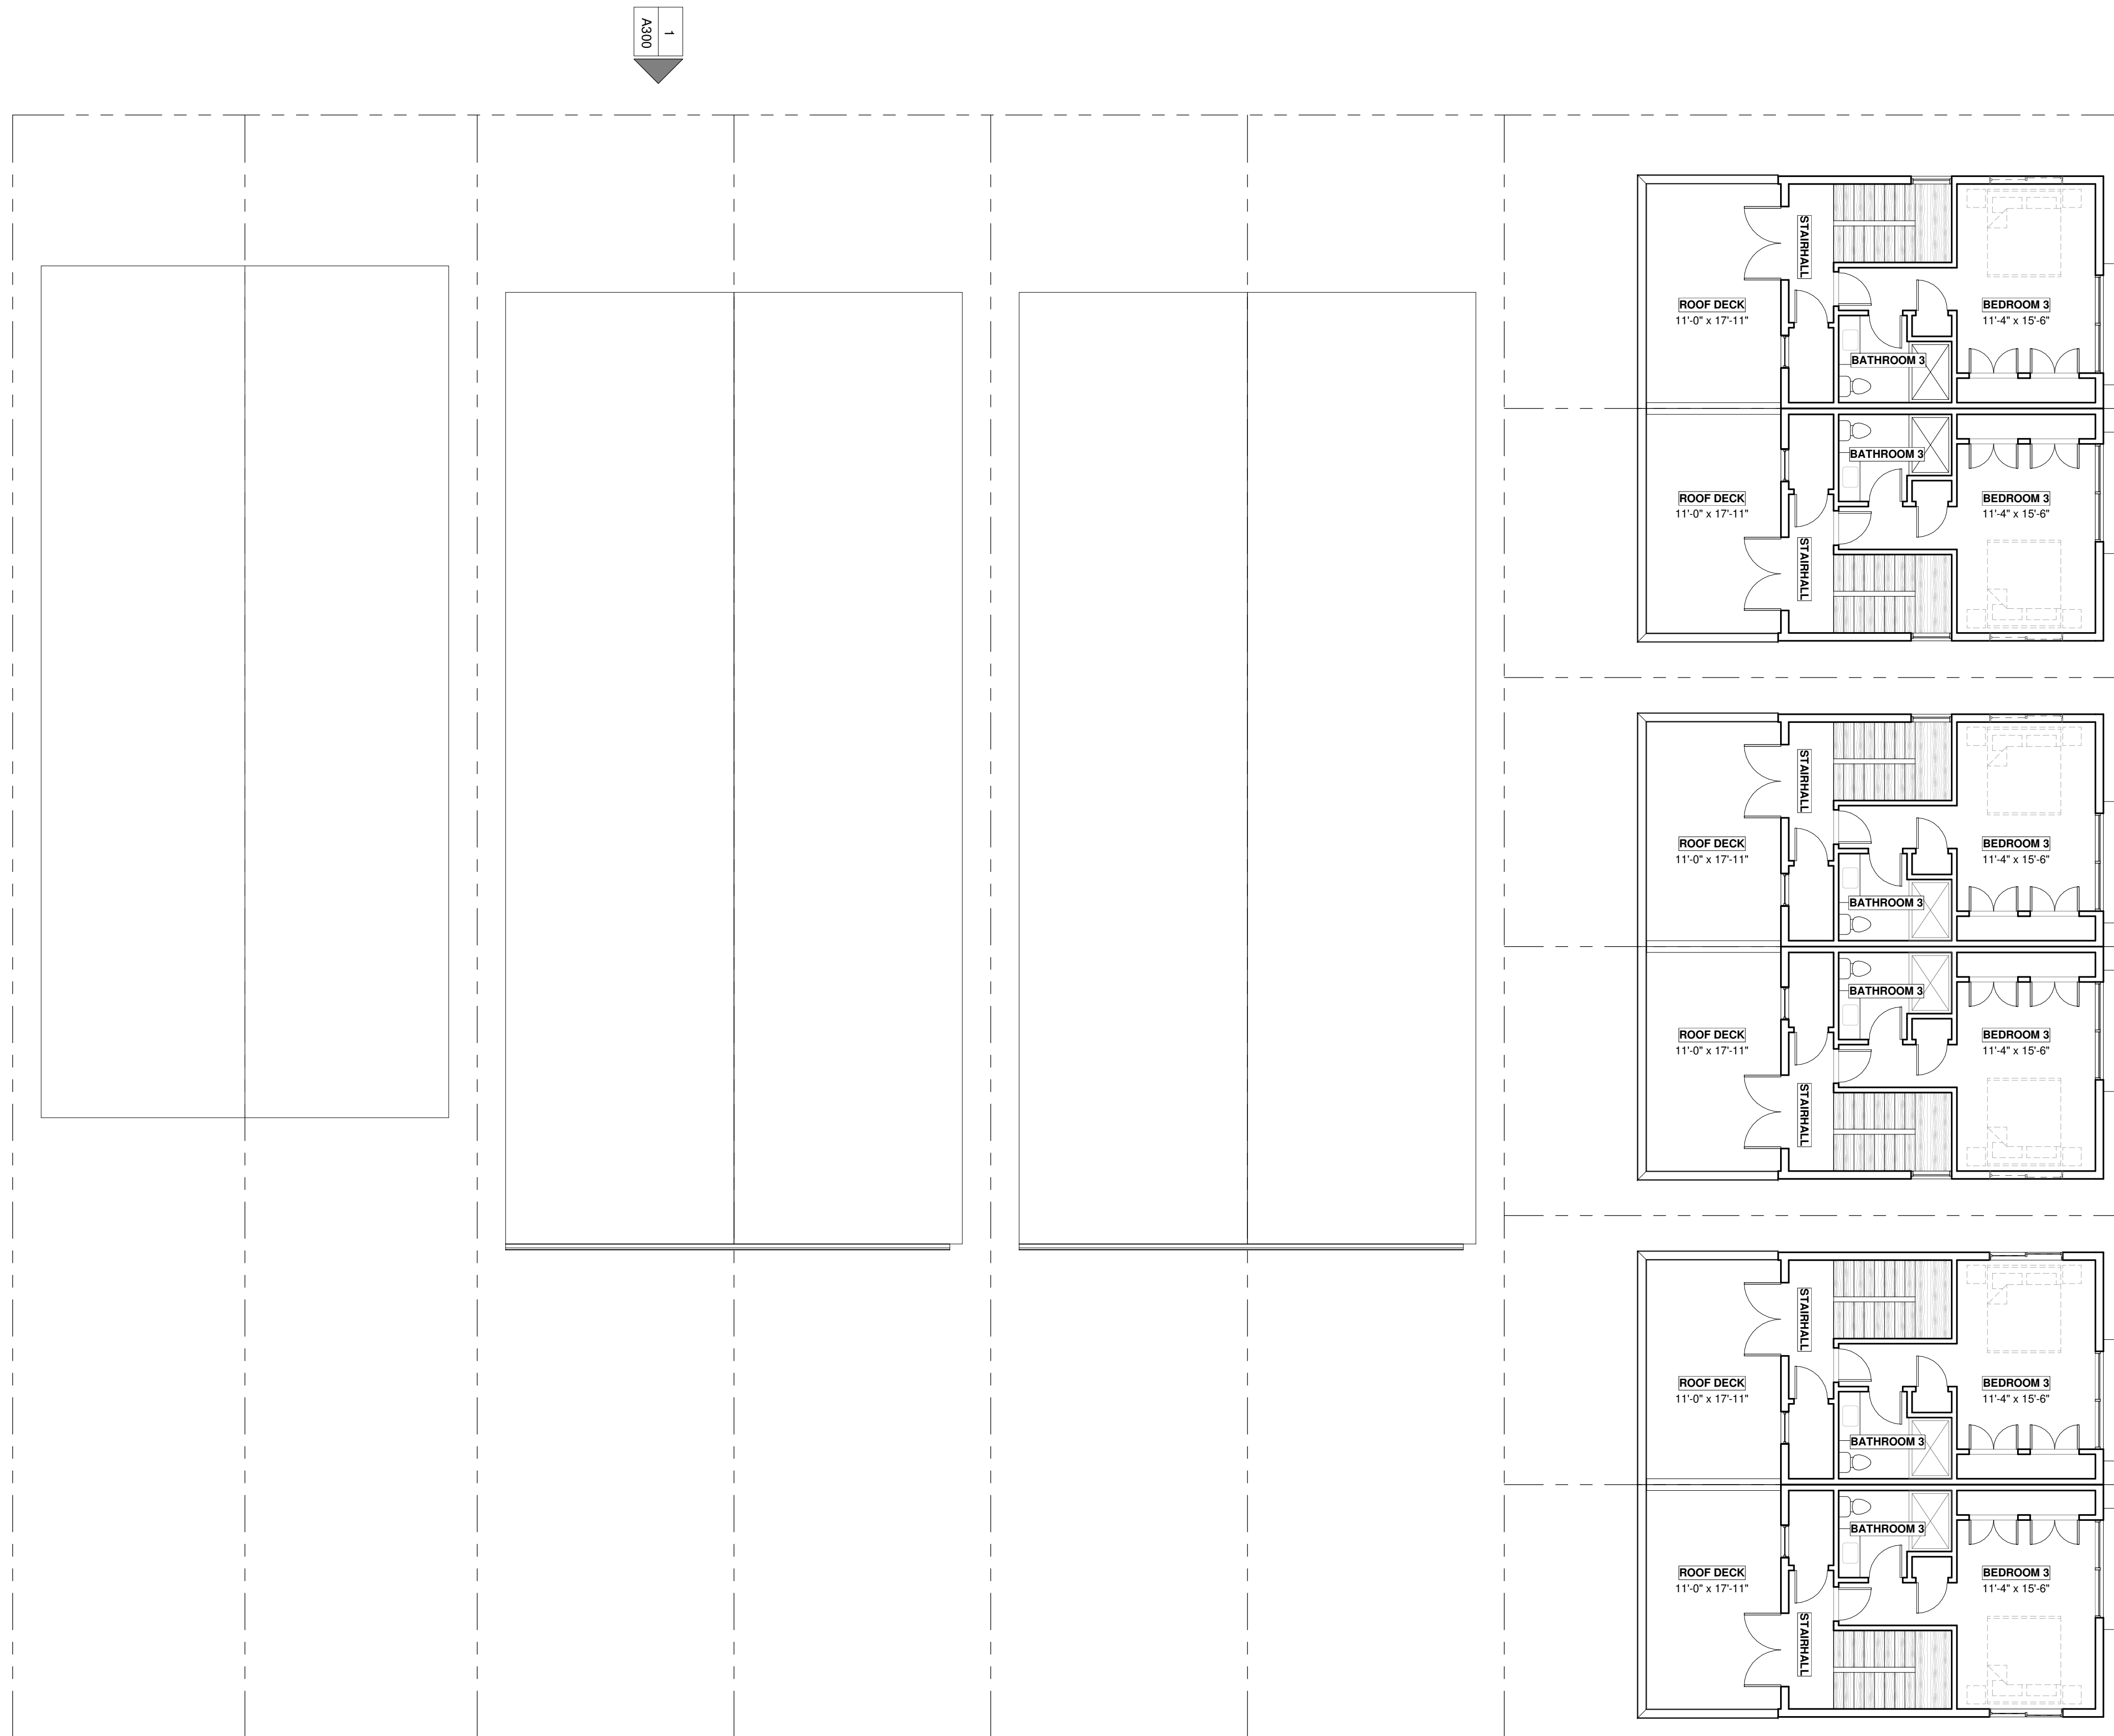 1
A300
STAIRHALL
ROOF DECK
11'-0" x 17'-11"
BEDROOM 3
11'-4" x 15'-6"
BATHROOM 3
BATHROOM 3
ROOF DECK
11'-0" x 17'-11"
BEDROOM 3
11'-4" x 15'-6"
STAIRHALL
STAIRHALL
ROOF DECK
11'-0" x 17'-11"
BEDROOM 3
11'-4" x 15'-6"
BATHROOM 3
BATHROOM 3
ROOF DECK
11'-0" x 17'-11"
BEDROOM 3
11'-4" x 15'-6"
STAIRHALL
STAIRHALL
ROOF DECK
11'-0" x 17'-11"
BEDROOM 3
11'-4" x 15'-6"
BATHROOM 3
BATHROOM 3
ROOF DECK
11'-0" x 17'-11"
BEDROOM 3
11'-4" x 15'-6"
STAIRHALL